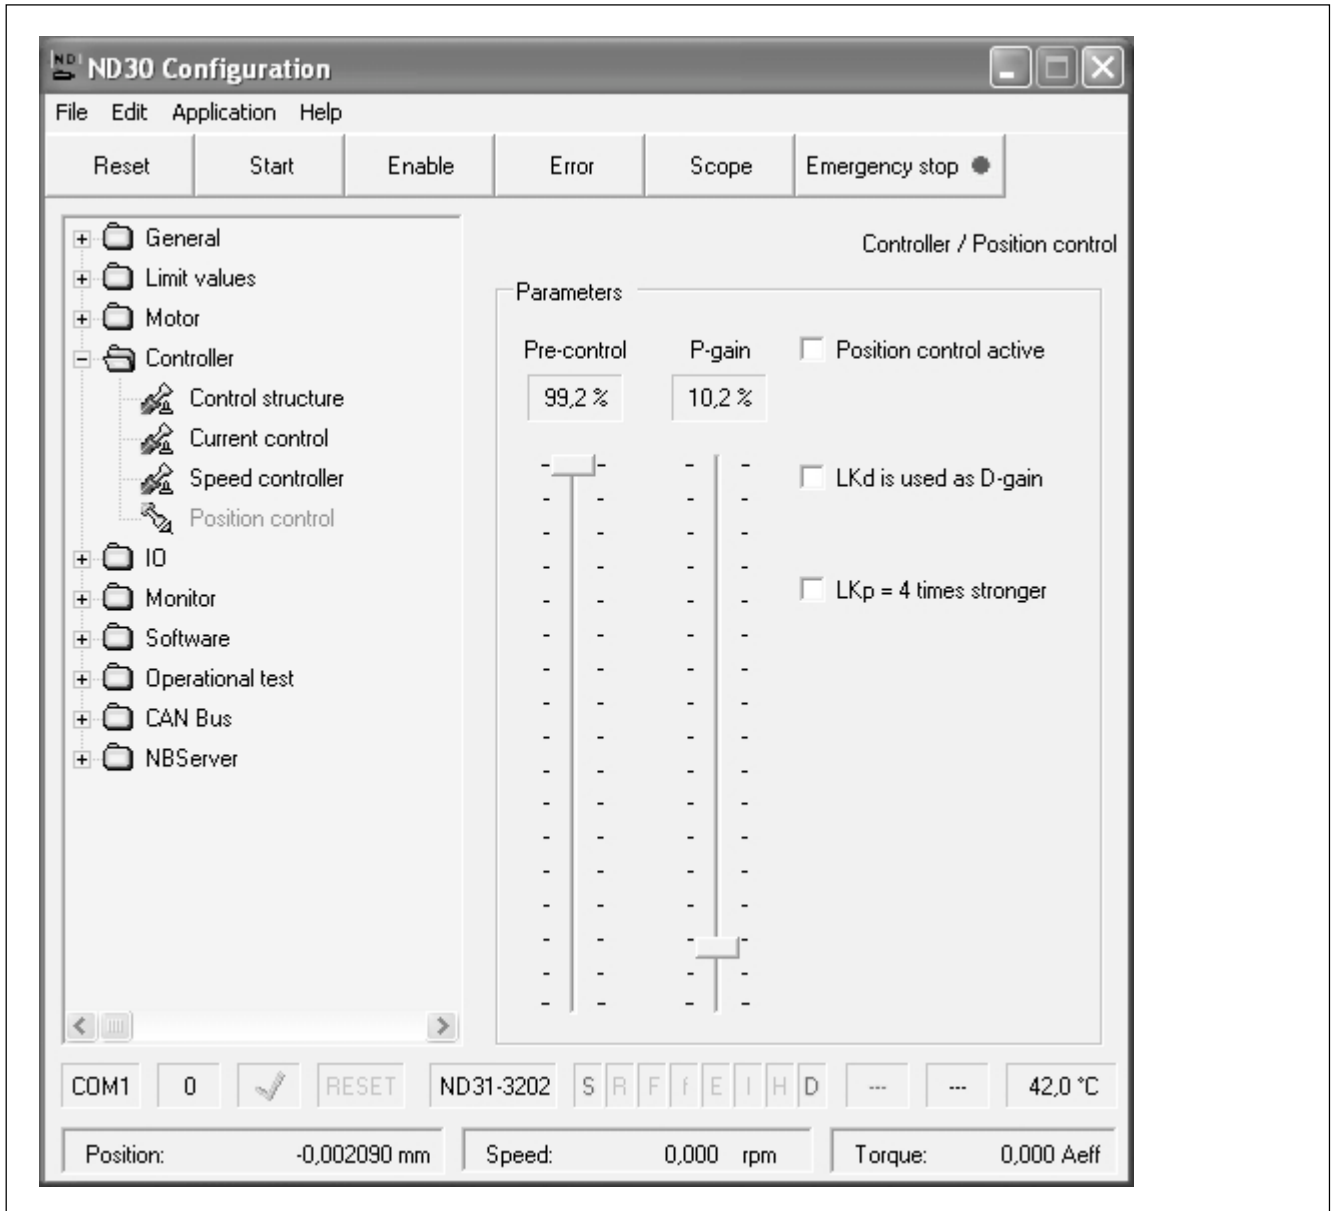 ND30 Configuration
File Edit Application Help
Reset Start Enable Error Scope Emergency stop
General
Limit values
Motor
Controller
Control structure
Current control
Speed controller
Position control
IO
Monitor
Software
Operational test
CAN Bus
NBServer
Controller / Position control
Parameters
Pre-control P-gain
99,2 % 10,2 %
Position control active
LKd is used as D-gain
LKp = 4 times stronger
COM1 0 RESET ND31-3202 S R F f E I H D --- --- 42,0 °C
Position: -0,002090 mm Speed: 0,000 rpm Torque: 0,000 Aeff